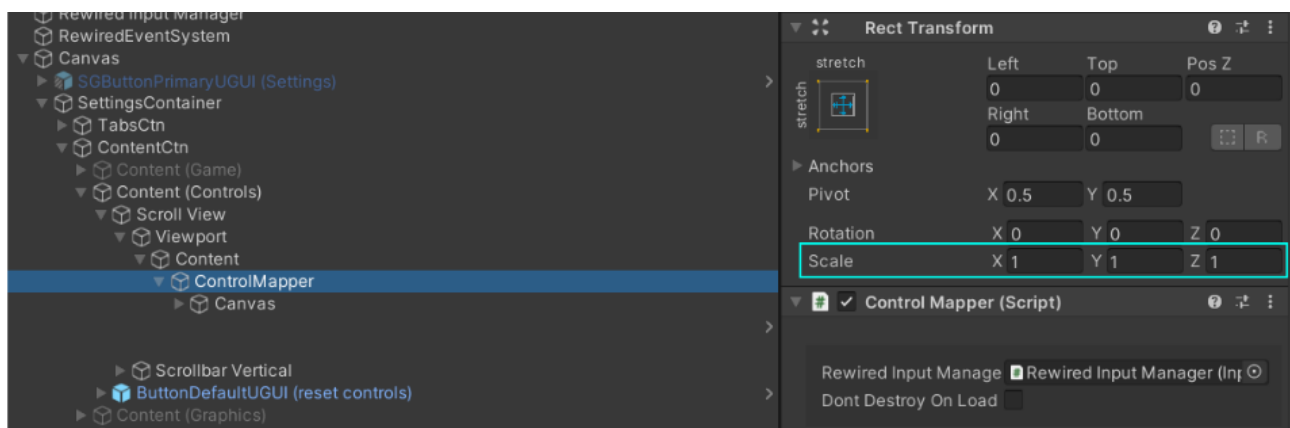 Rewired Input Manager
RewiredEventSystem
Canvas
SGButtonPrimaryUGUI (Settings)
SettingsContainer
TabsCtn
ContentCtn
Content (Game)
Content (Controls)
Scroll View
Viewport
Content
ControlMapper
Canvas
Scrollbar Vertical
ButtonDefaultUGUI (reset controls)
Content (Graphics)
Rect Transform
stretch
stretch
Left Top Pos Z
0 0 0
Right Bottom
0 0 R
Anchors
Pivot X 0.5 Y 0.5
Rotation X 0 Y 0 Z 0
Scale X 1 Y 1 Z 1
# Control Mapper (Script)
Rewired Input Manage # Rewired Input Manager (Inp
Dont Destroy On Load